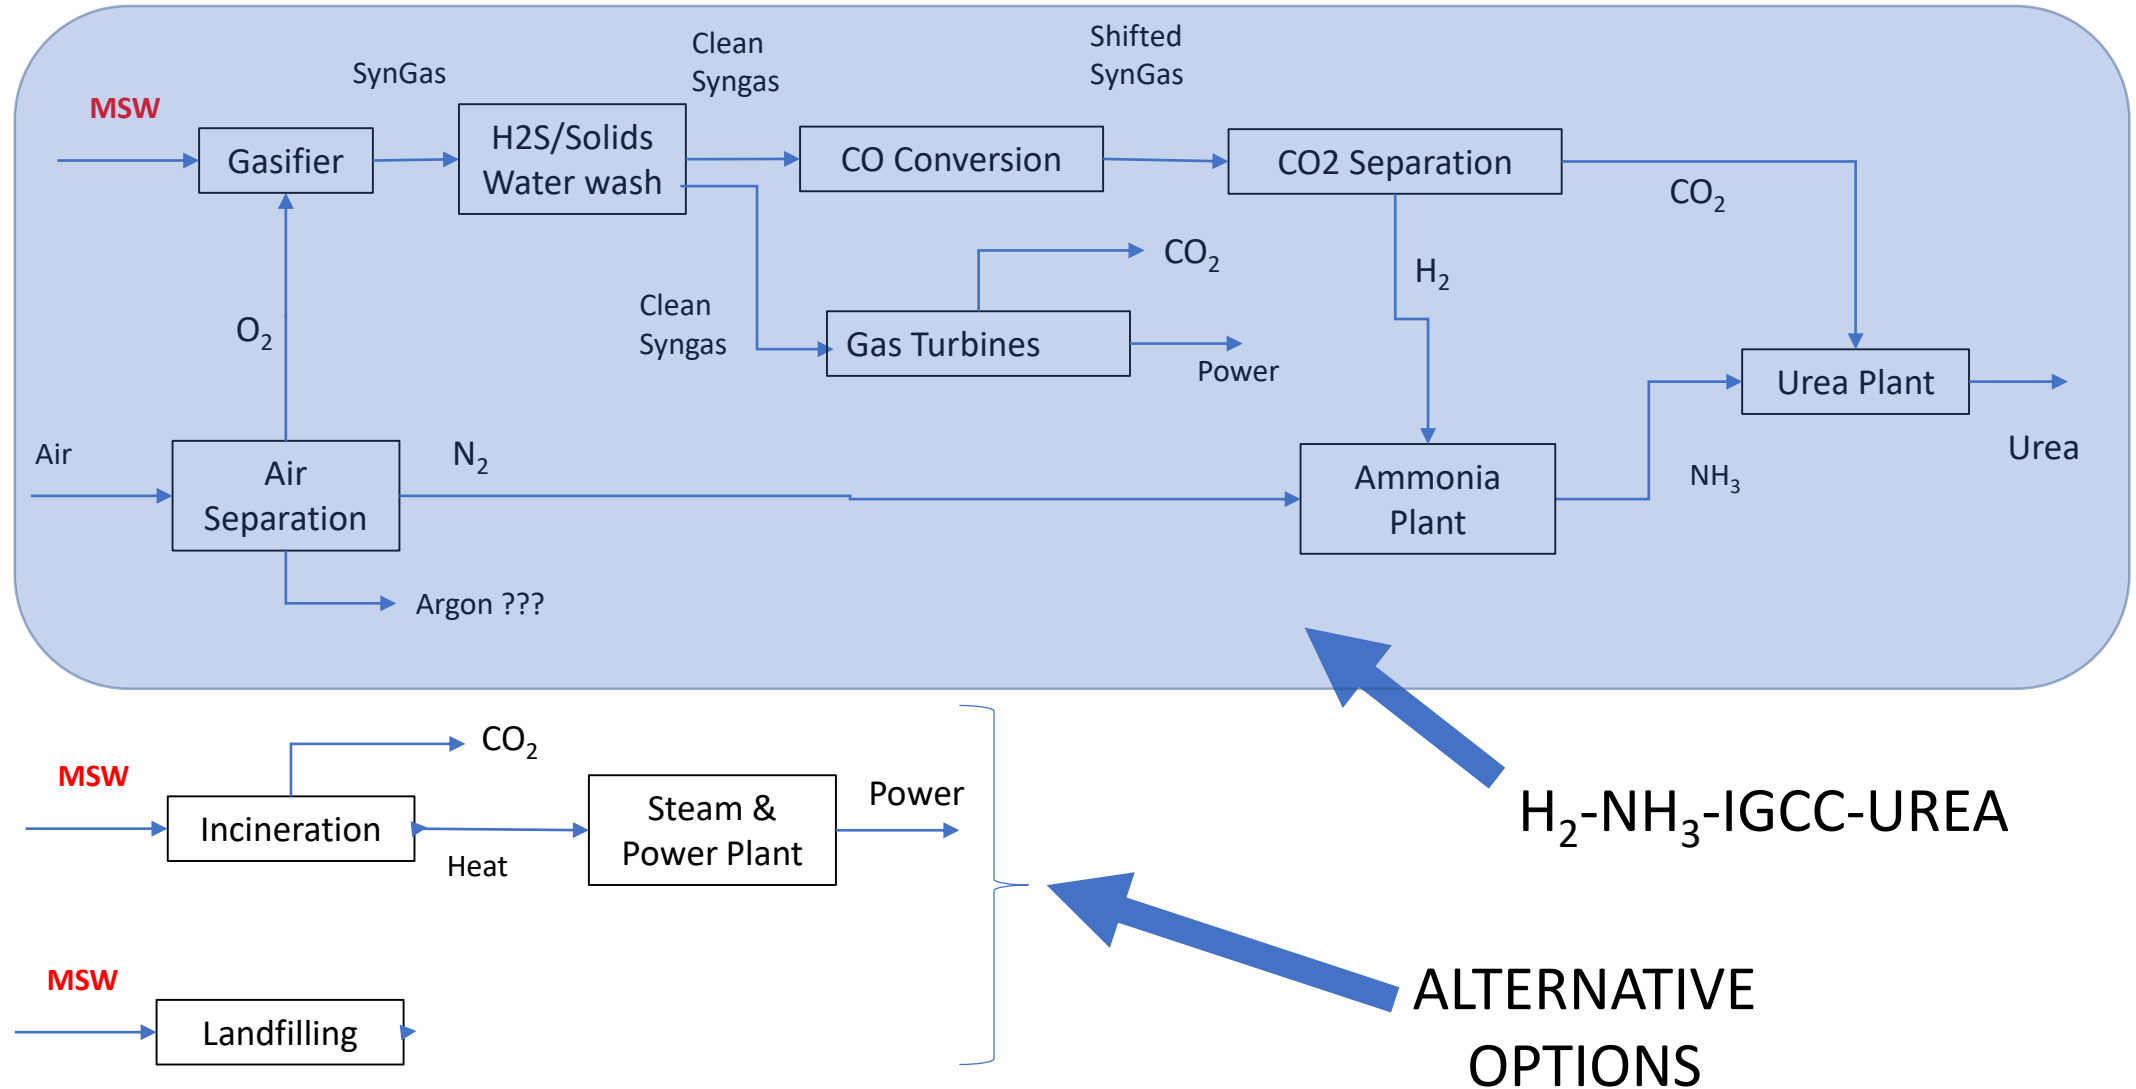 MSW
SynGas
Clean
Syngas
Shifted
SynGas
Gasifier
H2S/Solids
Water wash
CO Conversion
CO2 Separation
CO₂
O₂
Clean
Syngas
CO₂
Gas Turbines
Power
H₂
Urea Plant
Urea
Air
Air
Separation
N₂
Ammonia
Plant
NH₃
Argon ???
MSW
CO₂
Incineration
Heat
Steam &
Power Plant
Power
H₂-NH₃-IGCC-UREA
MSW
Landfilling
ALTERNATIVE
OPTIONS